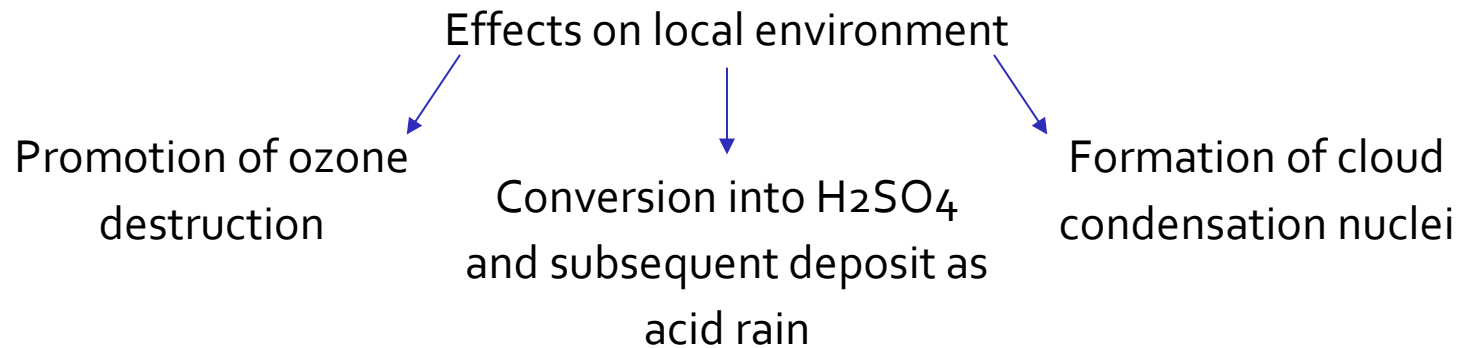 Effects on local environment
Promotion of ozone
destruction
Conversion into H2SO4
and subsequent deposit as
acid rain
Formation of cloud
condensation nuclei